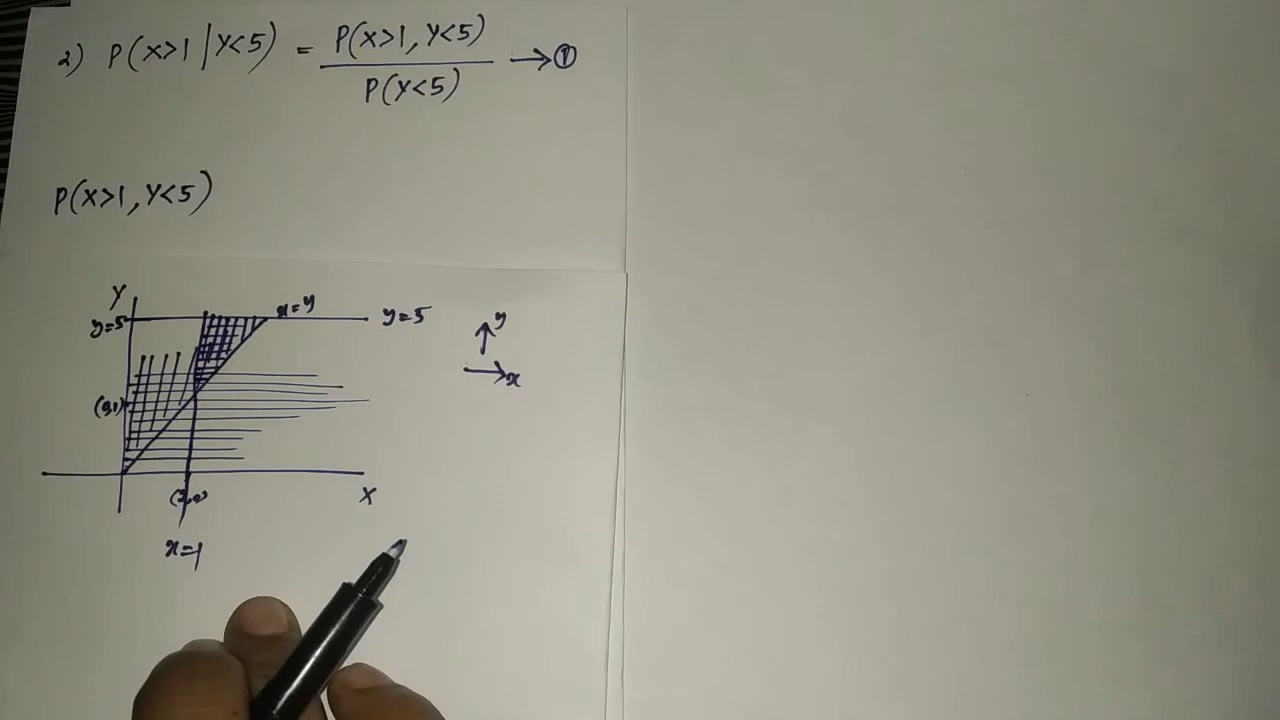 2) P(X>1 | Y<5) = P(X>1, Y<5) / P(Y<5) → ①
P(X>1, Y<5)
Y
x=y
y=5
y=5
y
x
X
x=1